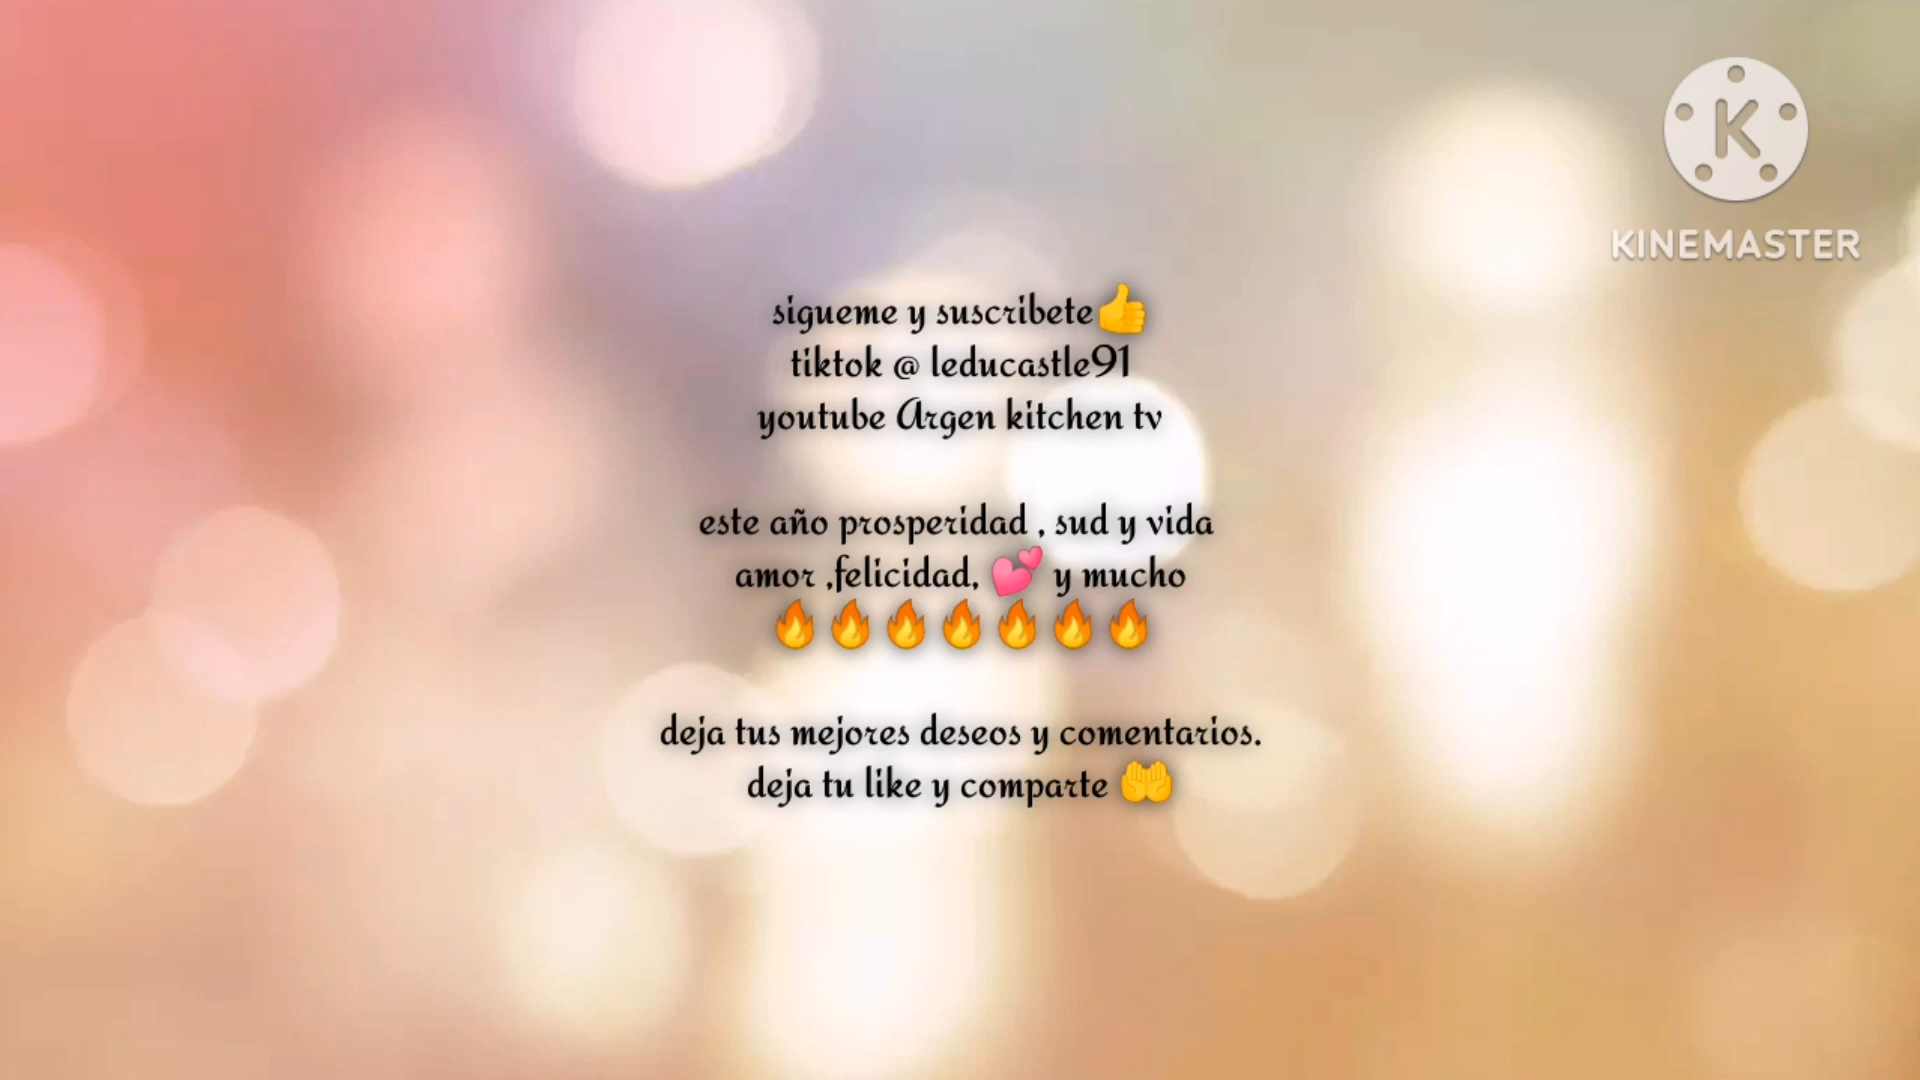 K
KINEMASTER
sigueme y suscribete👍
tiktok @ leducastle91
youtube Argen kitchen tv
este año prosperidad , sud y vida
amor ,felicidad, 💕 y mucho
🔥🔥🔥🔥🔥🔥🔥
deja tus mejores deseos y comentarios.
deja tu like y comparte 🤲